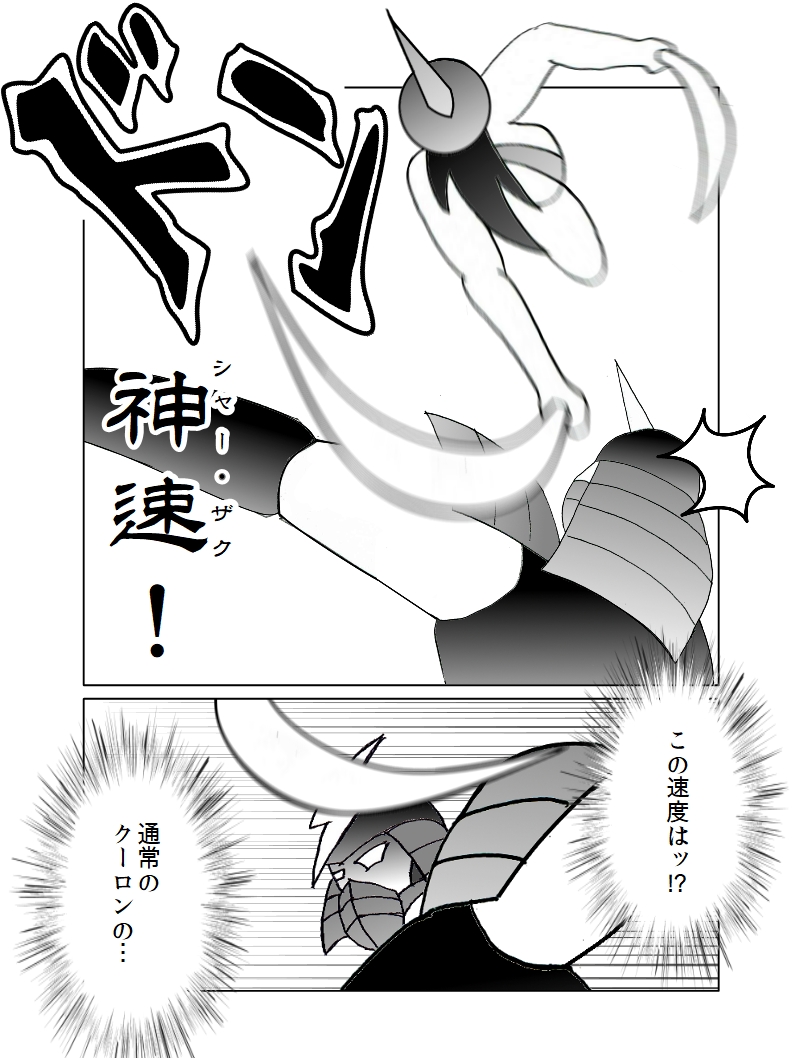 ドン
シャー・ザク
神速！
この速度はッ!?
通常の
クーロンの…